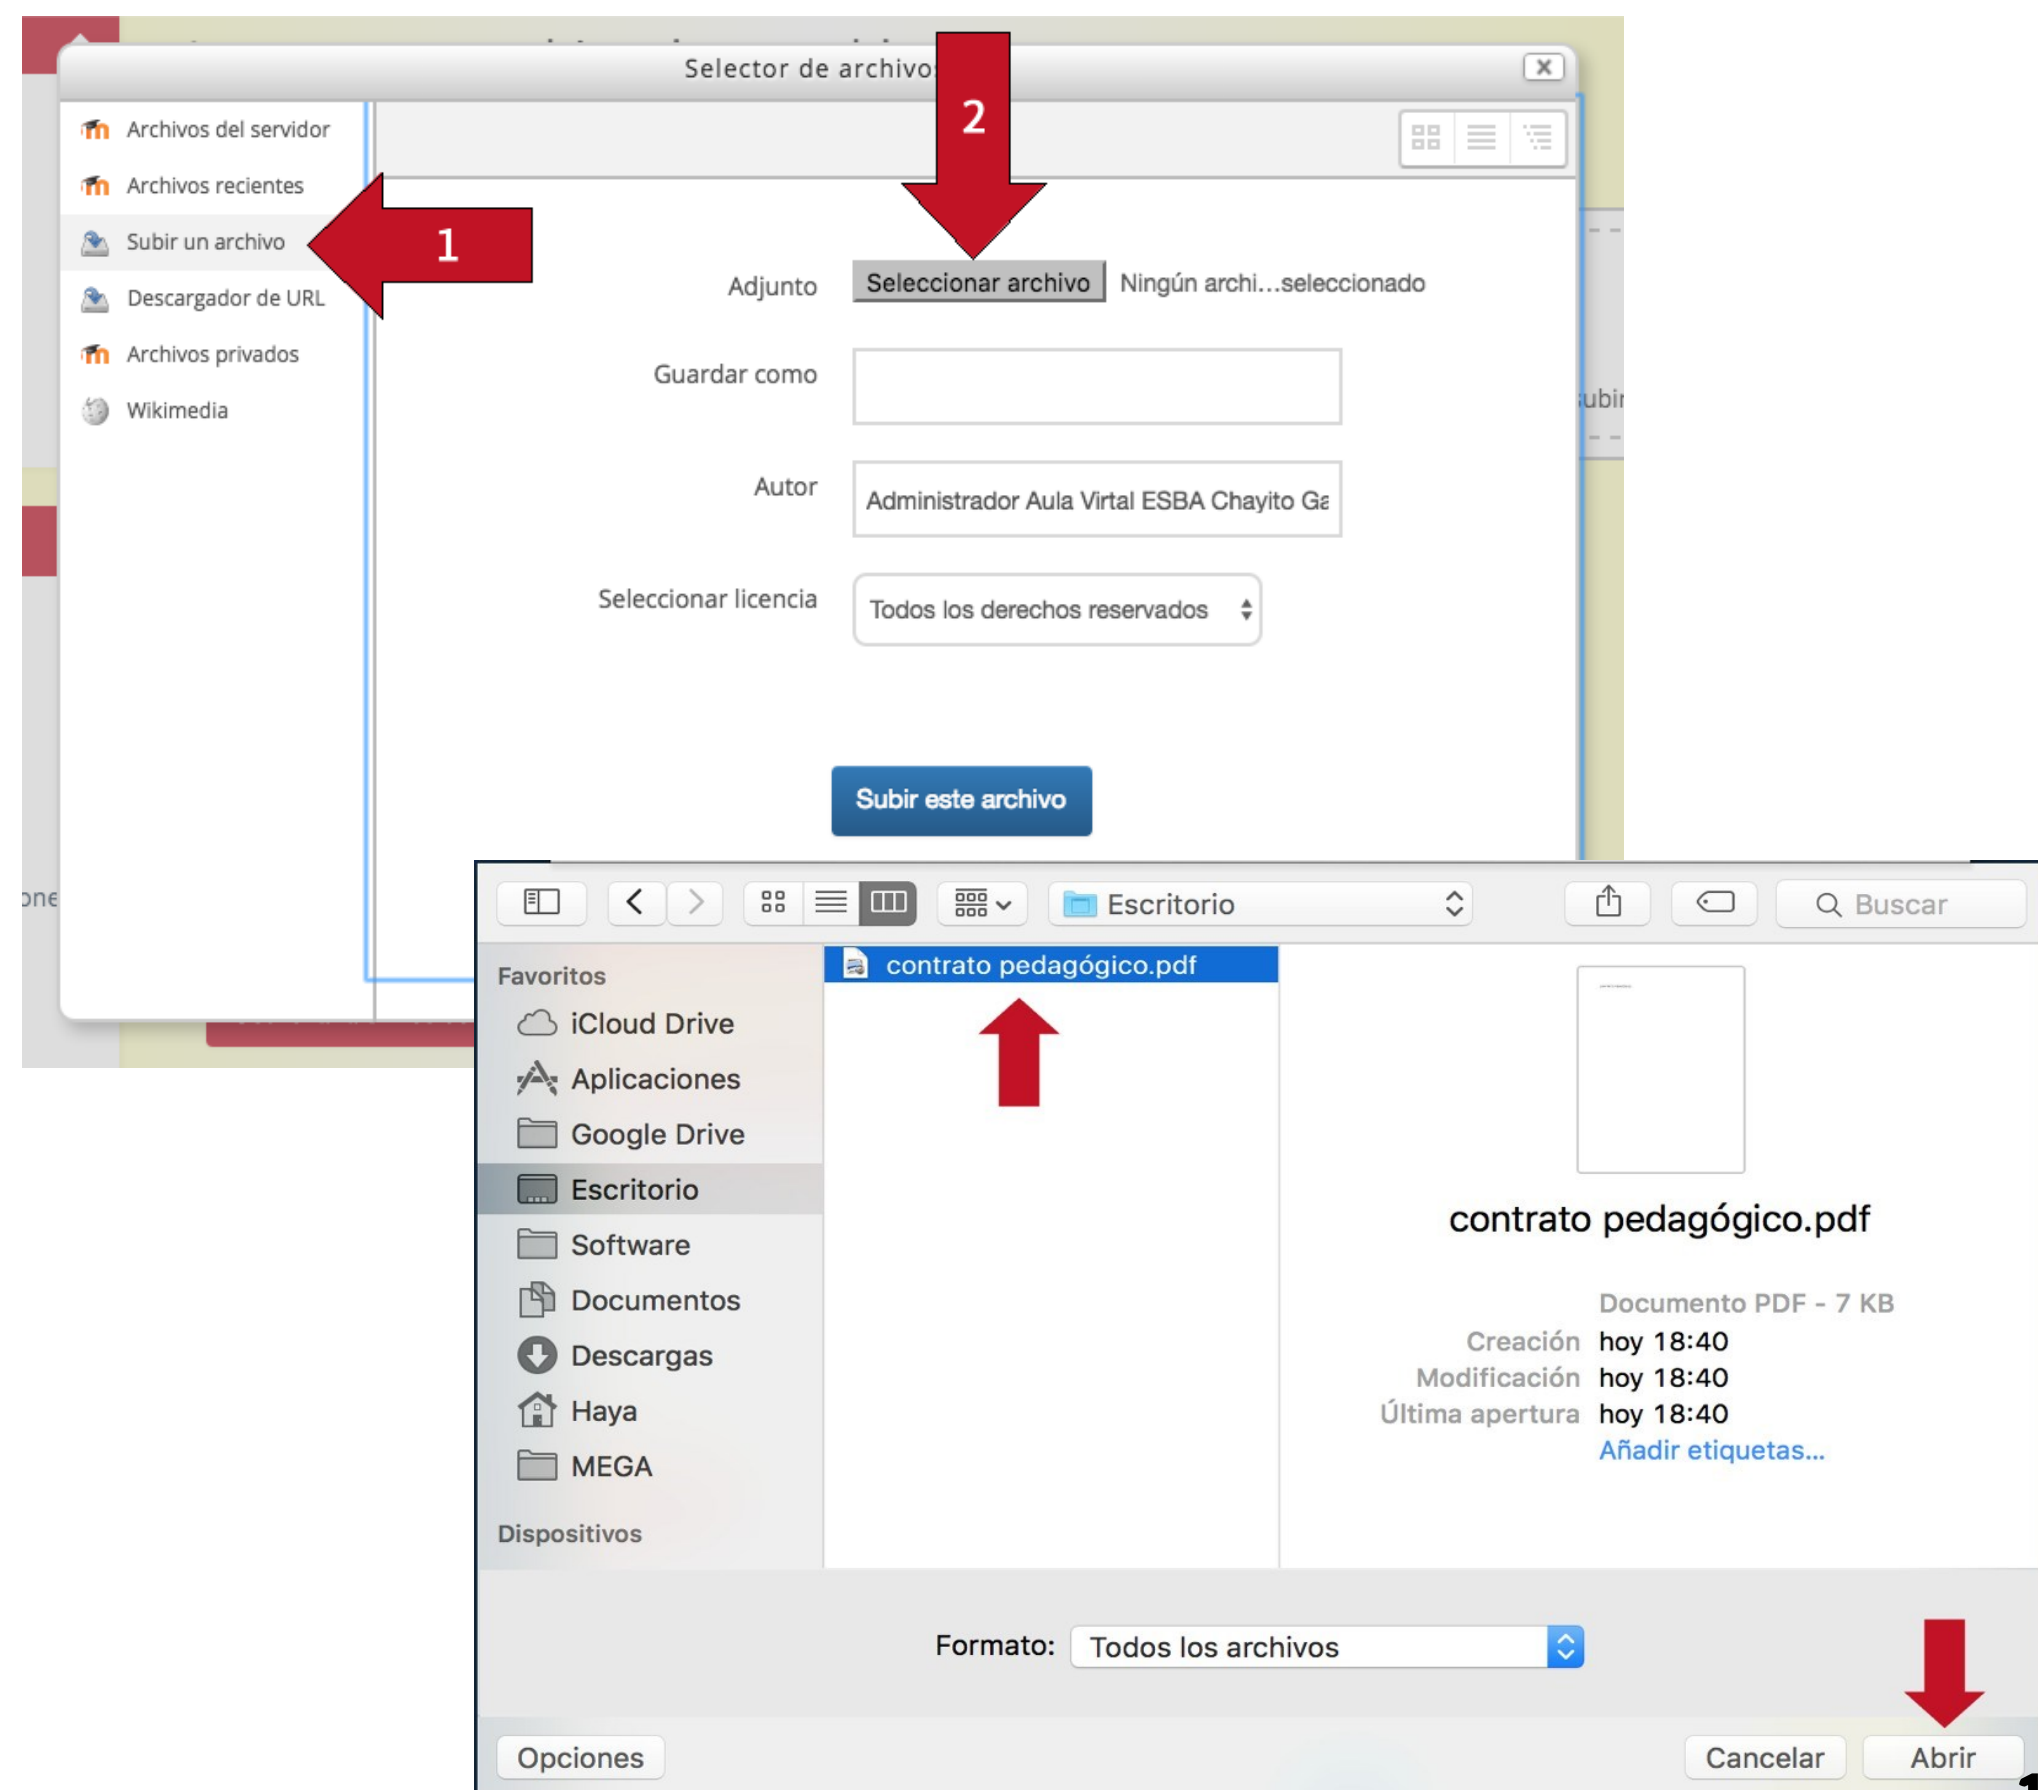 Selector de archivos
2
Archivos del servidor
Archivos recientes
Subir un archivo
1
Descargador de URL
Archivos privados
Wikimedia
Adjunto
Seleccionar archivo
Ningún archi...seleccionado
Guardar como
Autor
Administrador Aula Virtal ESBA Chayito Ga
Seleccionar licencia
Todos los derechos reservados
ubir
Subir este archivo
one
Escritorio
Buscar
Favoritos
iCloud Drive
Aplicaciones
Google Drive
Escritorio
Software
Documentos
Descargas
Haya
MEGA
Dispositivos
contrato pedagógico.pdf
contrato pedagógico.pdf
Documento PDF - 7 KB
Creación hoy 18:40
Modificación hoy 18:40
Última apertura hoy 18:40
Añadir etiquetas...
Formato: Todos los archivos
Opciones
Cancelar
Abrir